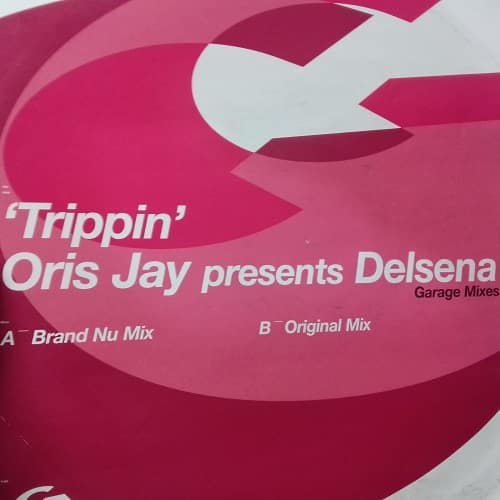 ‘Trippin’
Oris Jay presents Delsena
Garage Mixes
A¯ Brand Nu Mix
B¯ Original Mix